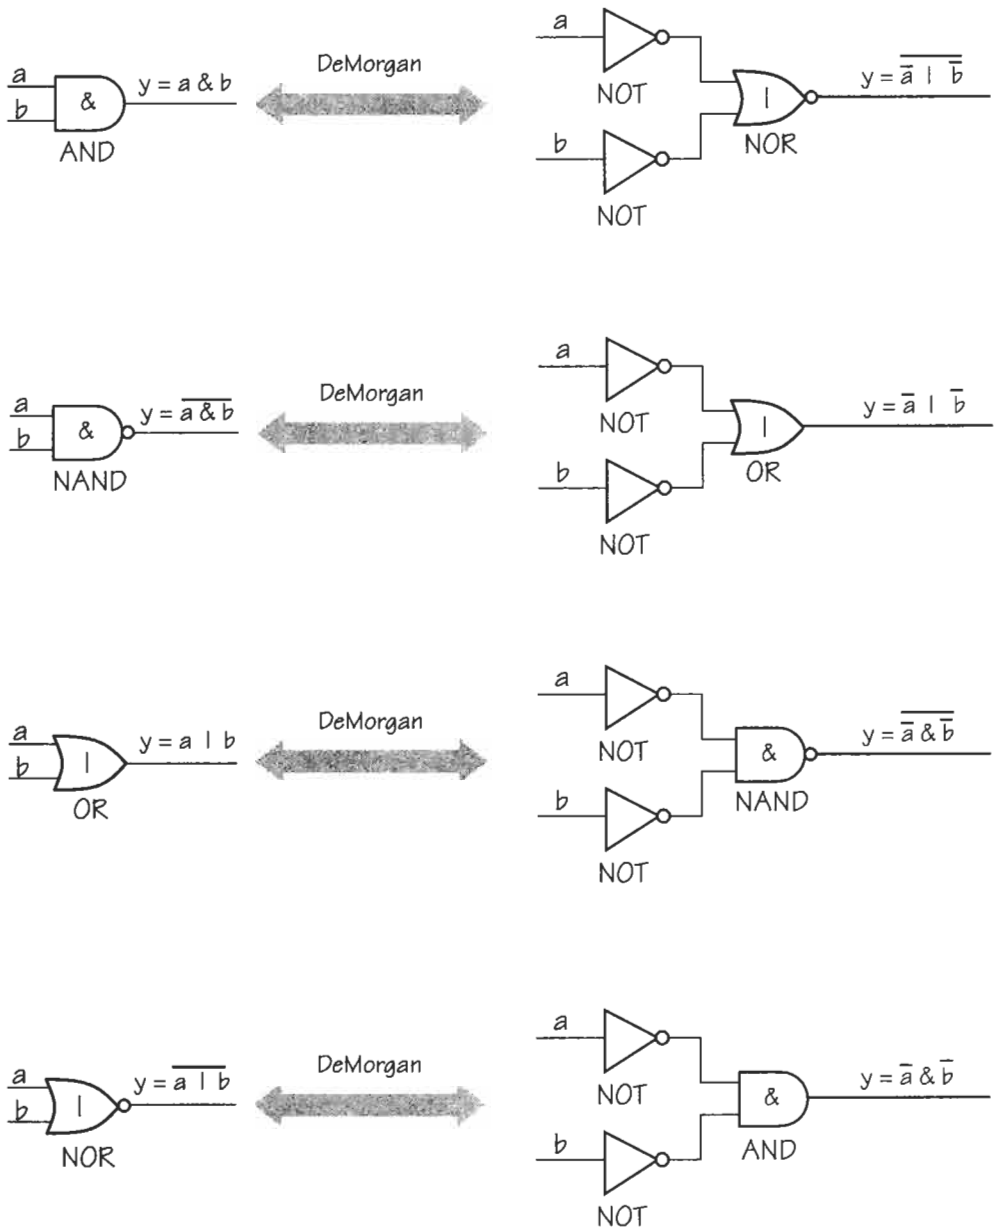 a
b
&
y = a & b
AND
DeMorgan
a
NOT
b
NOT
|
NOR
y = a̅ | b̅
a
b
&
y = a & b
NAND
DeMorgan
a
NOT
b
NOT
|
OR
y = a̅ | b̅
a
b
|
y = a | b
OR
DeMorgan
a
NOT
b
NOT
&
NAND
y = a̅ & b̅
a
b
|
y = a | b
NOR
DeMorgan
a
NOT
b
NOT
&
AND
y = a̅ & b̅